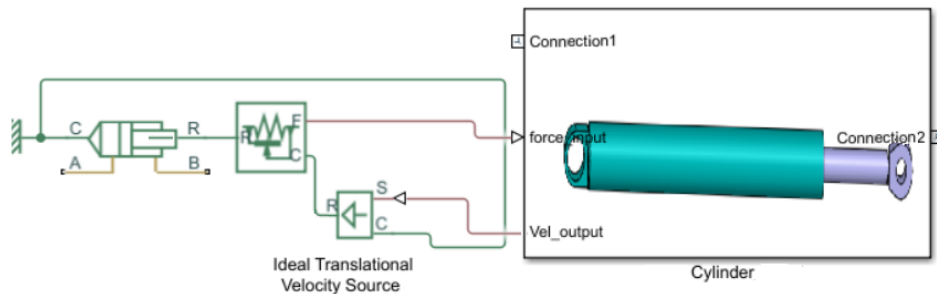 Connection1
C
R
A
B
R
F
C
force_input
Connection2
S
R
C
Vel_output
Ideal Translational
Velocity Source
Cylinder